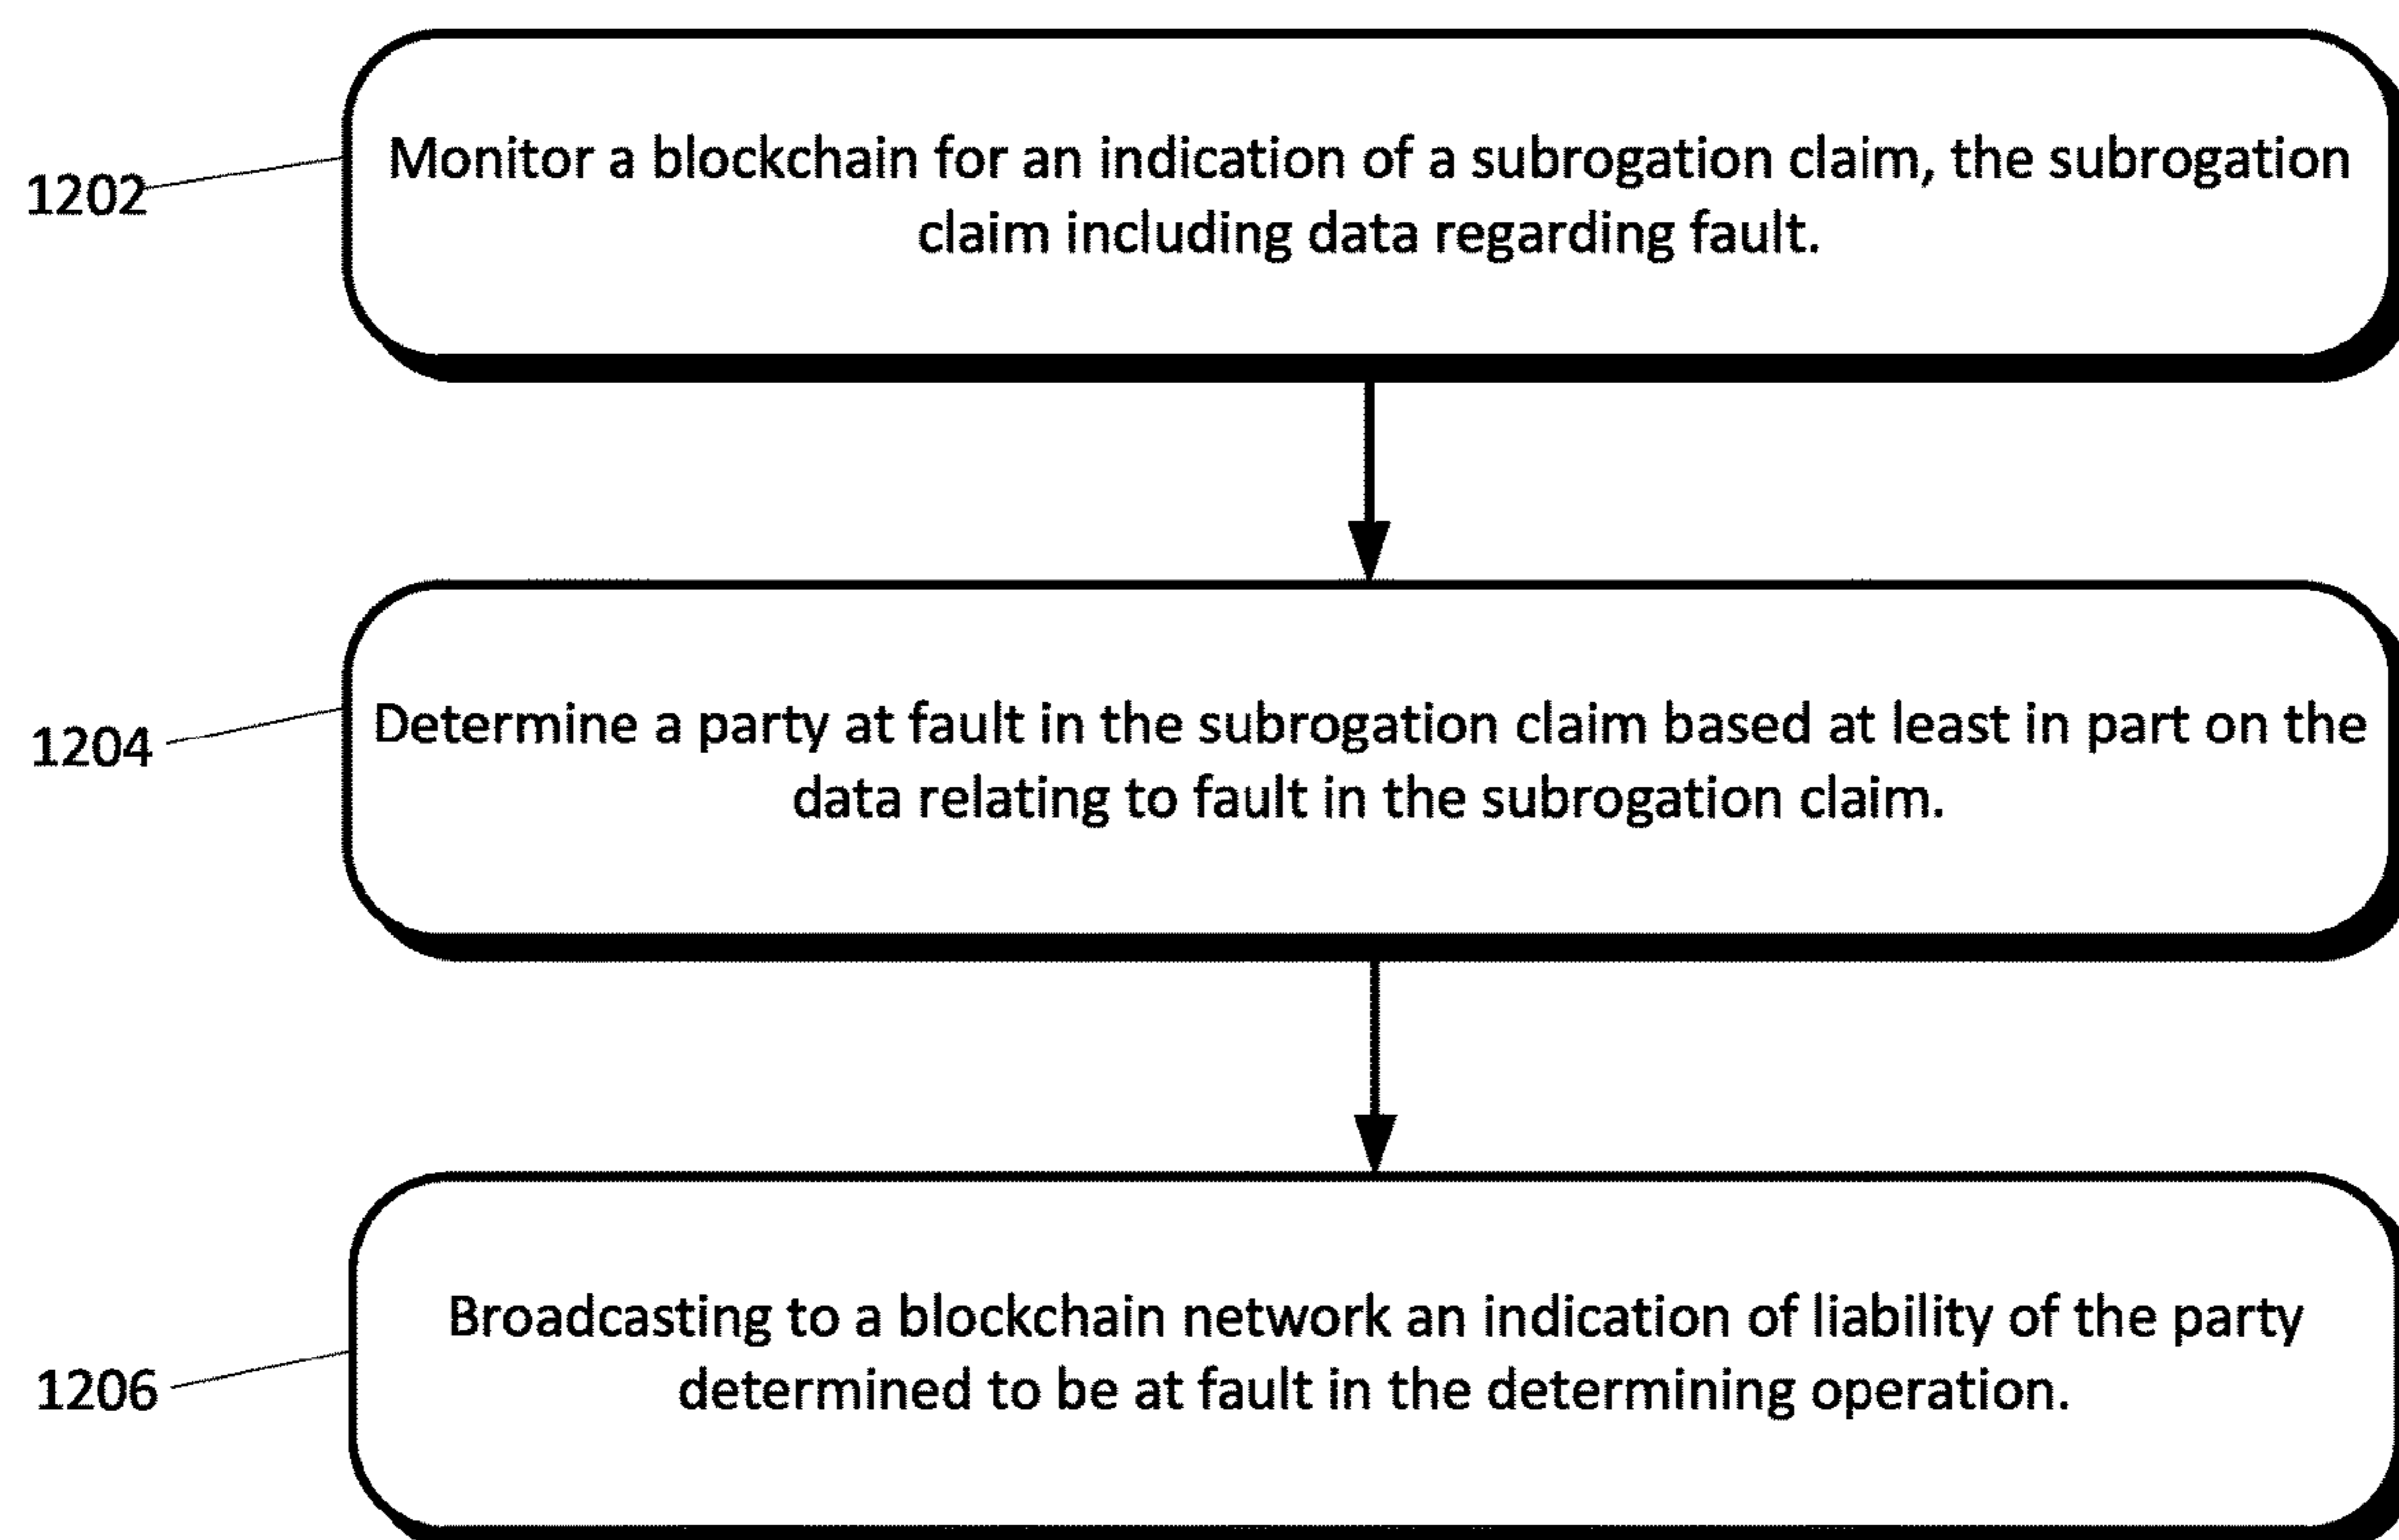 Monitor a blockchain for an indication of a subrogation claim, the subrogation
1202
claim including data regarding fault.
Determine a party at fault in the subrogation claim based at least in part on the
1204
data relating to fault in the subrogation claim.
Broadcasting to a blockchain network an indication of liability of the party
1206
determined to be at fault in the determining operation.